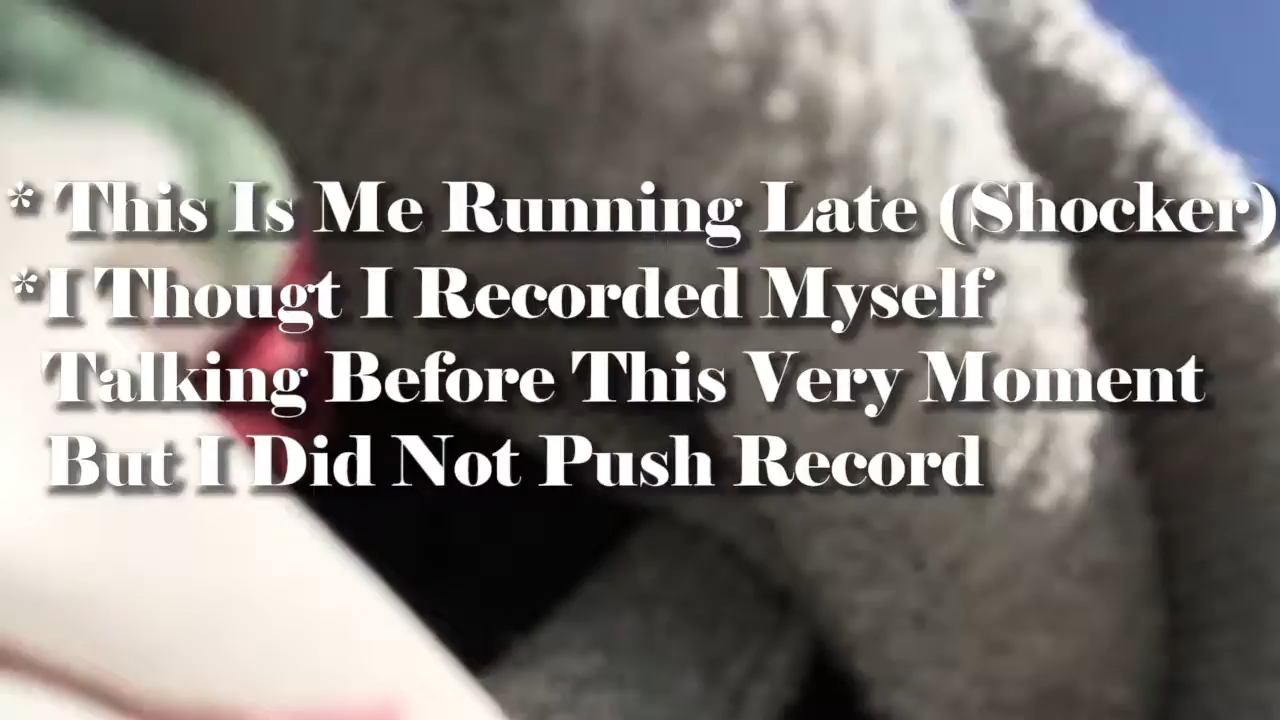 * This Is Me Running Late (Shocker)
*I Thougt I Recorded Myself
Talking Before This Very Moment
But I Did Not Push Record